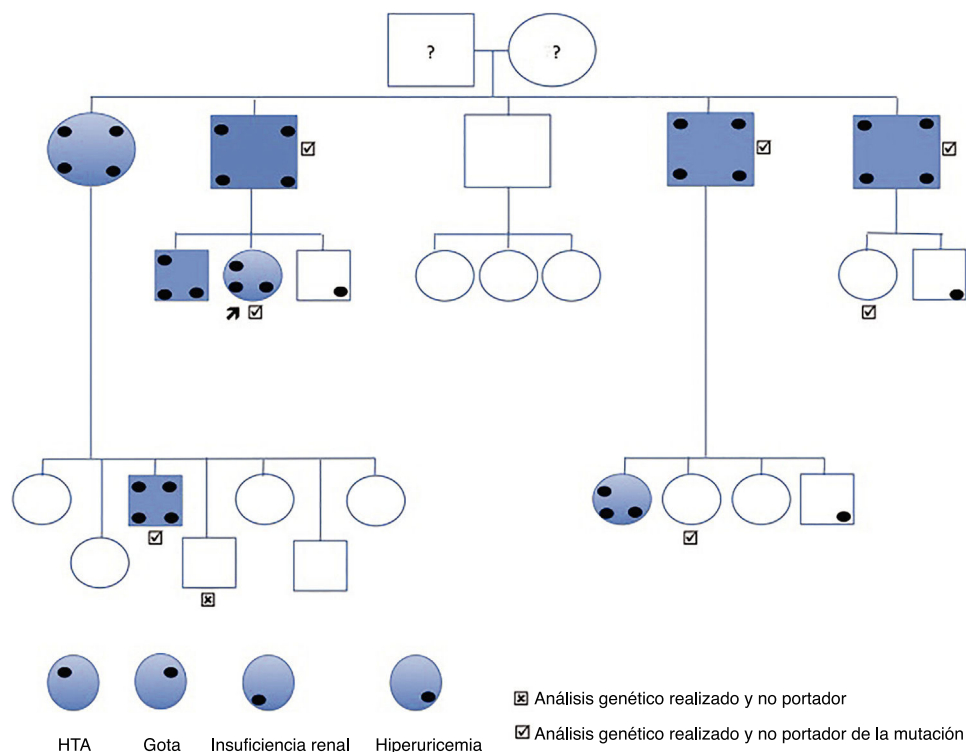 ?
?
HTA
Gota
Insuficiencia renal
Hiperuricemia
Análisis genético realizado y no portador
Análisis genético realizado y no portador de la mutación